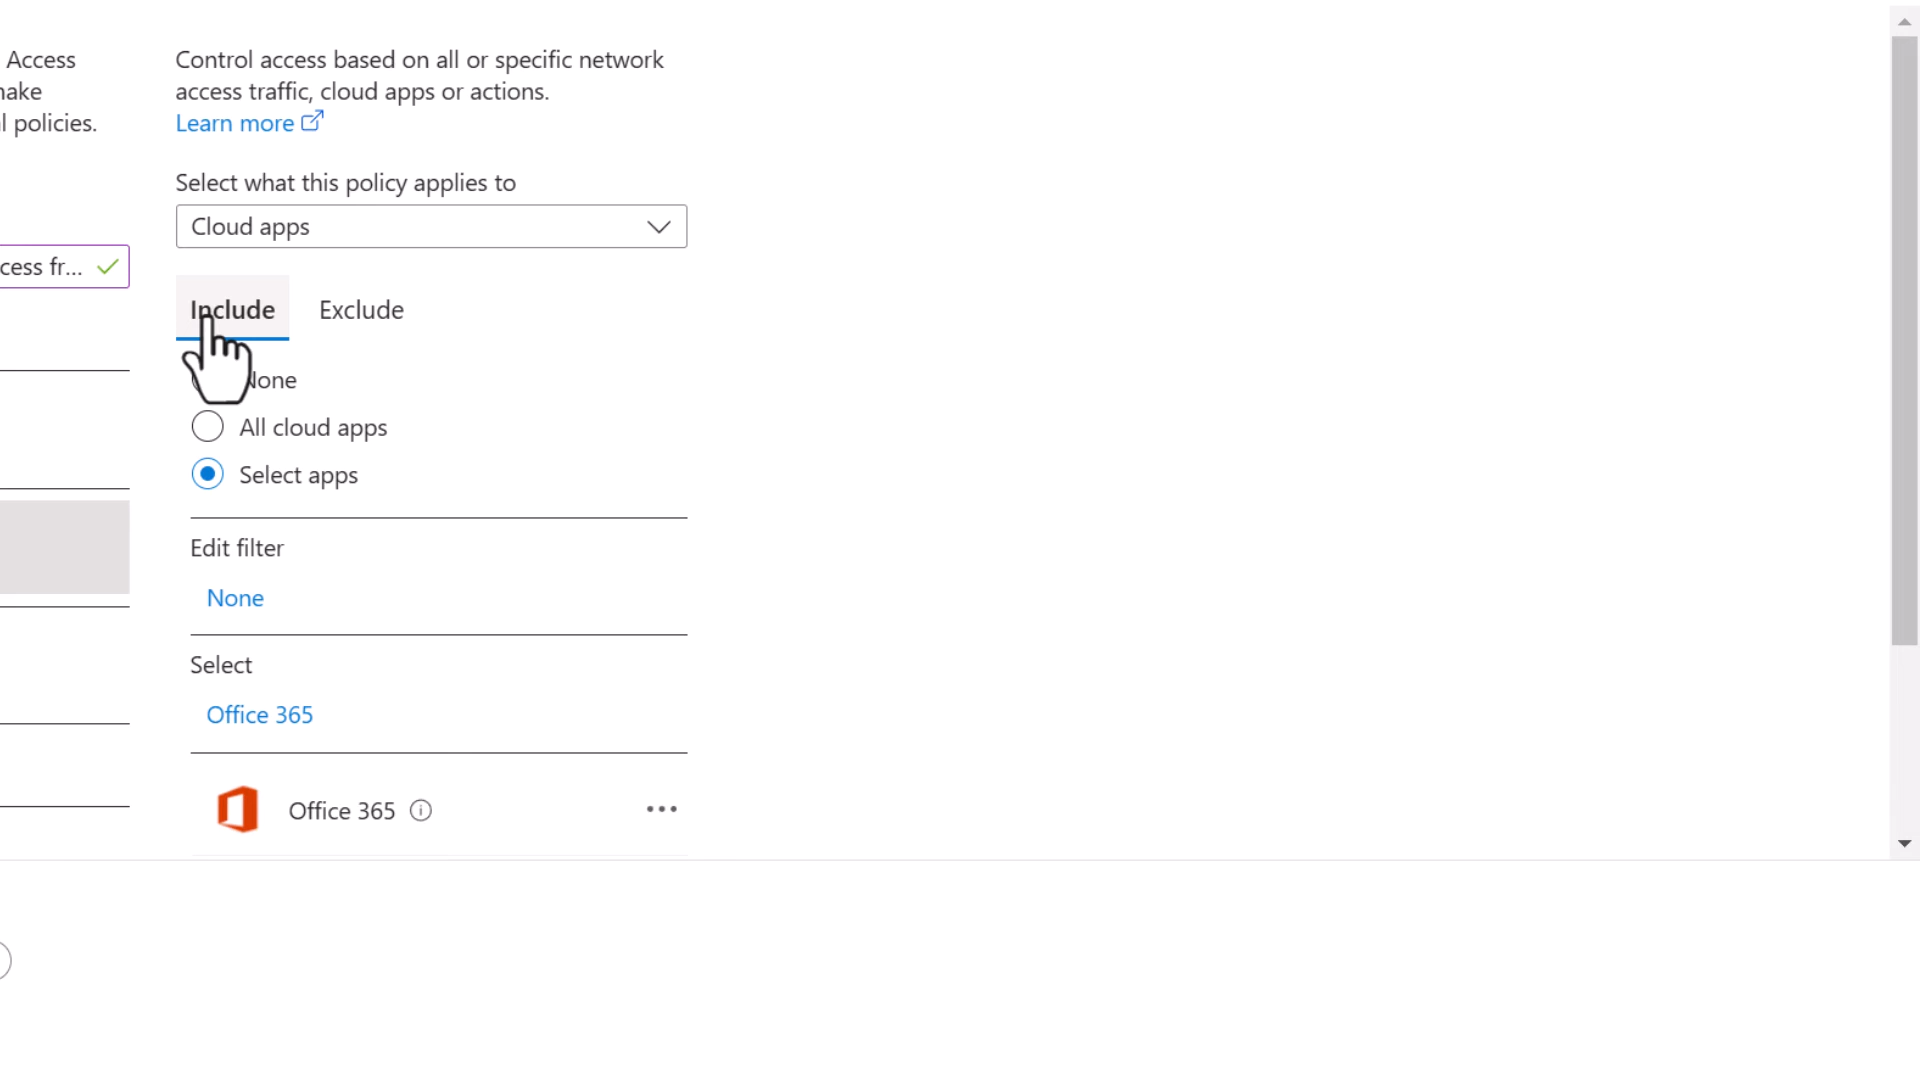 Access
make
l policies.
cess fr...
Control access based on all or specific network
access traffic, cloud apps or actions.
Learn more
Select what this policy applies to
Cloud apps
Include Exclude
None
All cloud apps
Select apps
Edit filter
None
Select
Office 365
Office 365